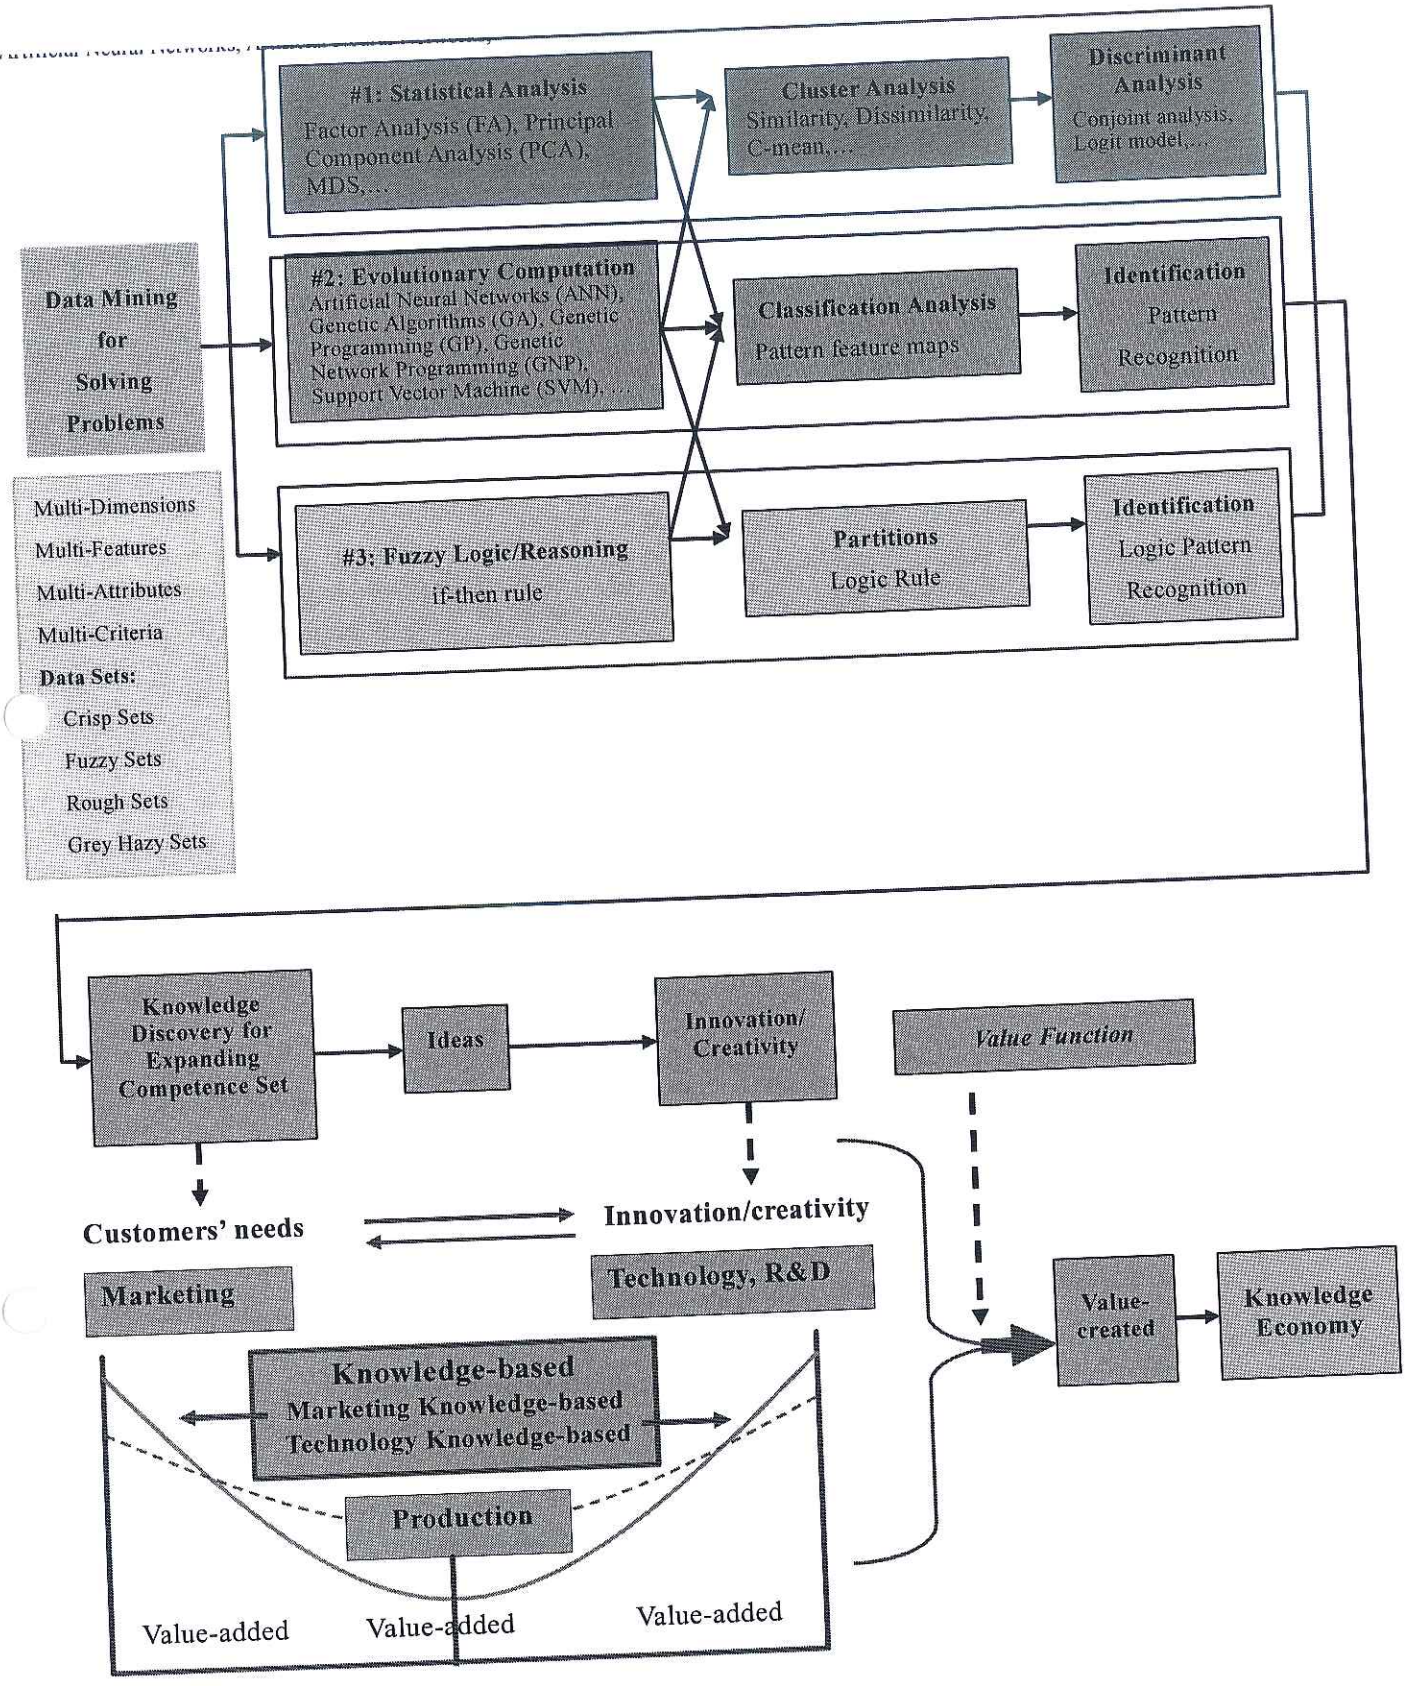 Artificial Neural Networks,
#1: Statistical Analysis
Factor Analysis (FA), Principal
Component Analysis (PCA),
MDS,…
Cluster Analysis
Similarity, Dissimilarity,
C-mean,…
Discriminant
Analysis
Conjoint analysis,
Logit model,…
Data Mining
for
Solving
Problems
#2: Evolutionary Computation
Artificial Neural Networks (ANN),
Genetic Algorithms (GA), Genetic
Programming (GP), Genetic
Network Programming (GNP),
Support Vector Machine (SVM), …
Classification Analysis
Pattern feature maps
Identification
Pattern
Recognition
Multi-Dimensions
Multi-Features
Multi-Attributes
Multi-Criteria
Data Sets:
Crisp Sets
Fuzzy Sets
Rough Sets
Grey Hazy Sets
#3: Fuzzy Logic/Reasoning
if-then rule
Partitions
Logic Rule
Identification
Logic Pattern
Recognition
Knowledge
Discovery for
Expanding
Competence Set
Ideas
Innovation/
Creativity
Value Function
Customers' needs
Innovation/creativity
Marketing
Technology, R&D
Value-
created
Knowledge
Economy
Knowledge-based
Marketing Knowledge-based
Technology Knowledge-based
Production
Value-added
Value-added
Value-added